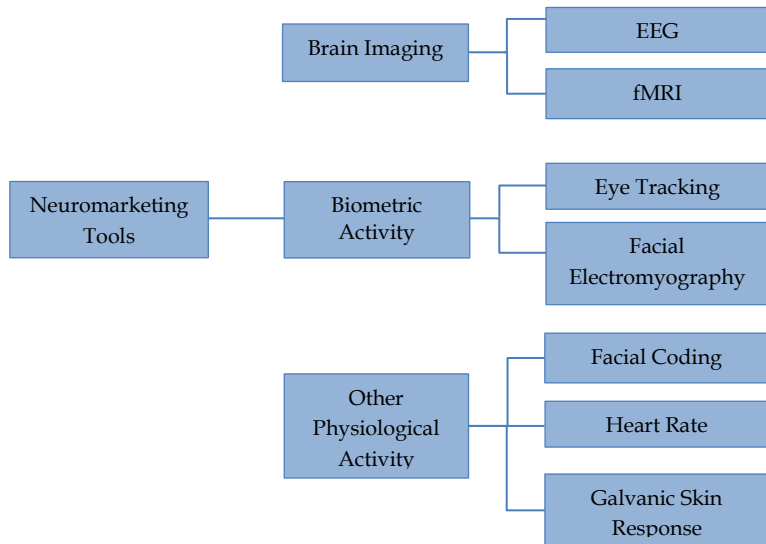 Brain Imaging
EEG
fMRI
Neuromarketing
Tools
Biometric
Activity
Eye Tracking
Facial
Electromyography
Other
Physiological
Activity
Facial Coding
Heart Rate
Galvanic Skin
Response